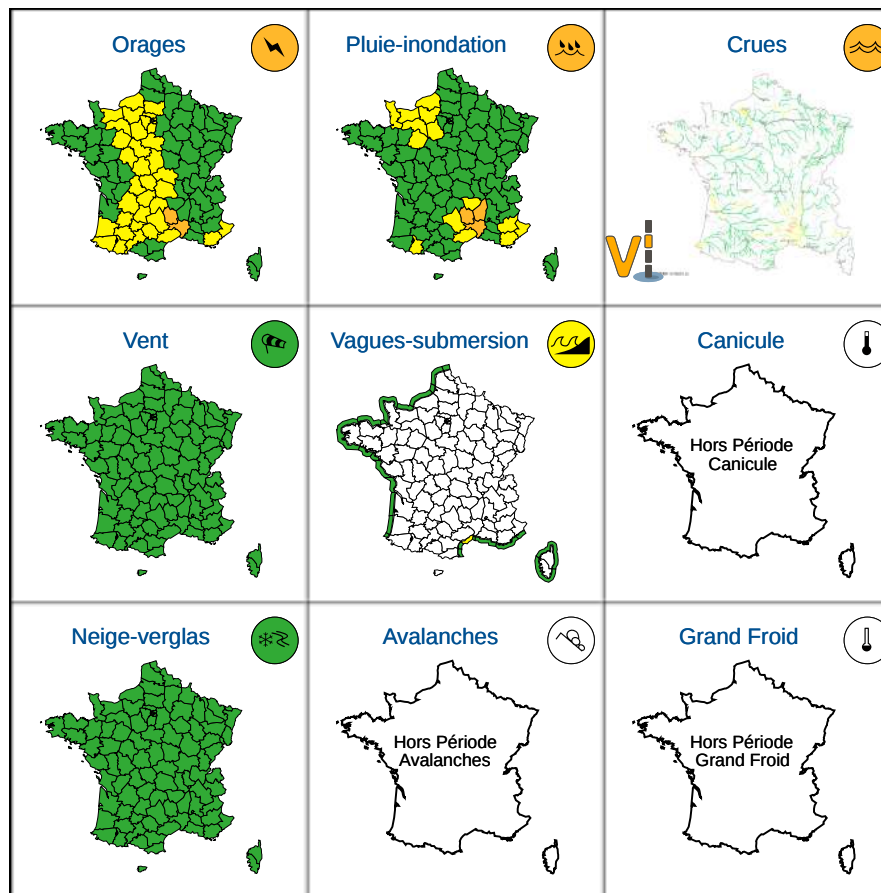 Orages
Pluie-inondation
Crues
Vi
Vent
Vagues-submersion
Canicule
Hors Période
Canicule
Neige-verglas
Avalanches
Grand Froid
Hors Période
Avalanches
Hors Période
Grand Froid